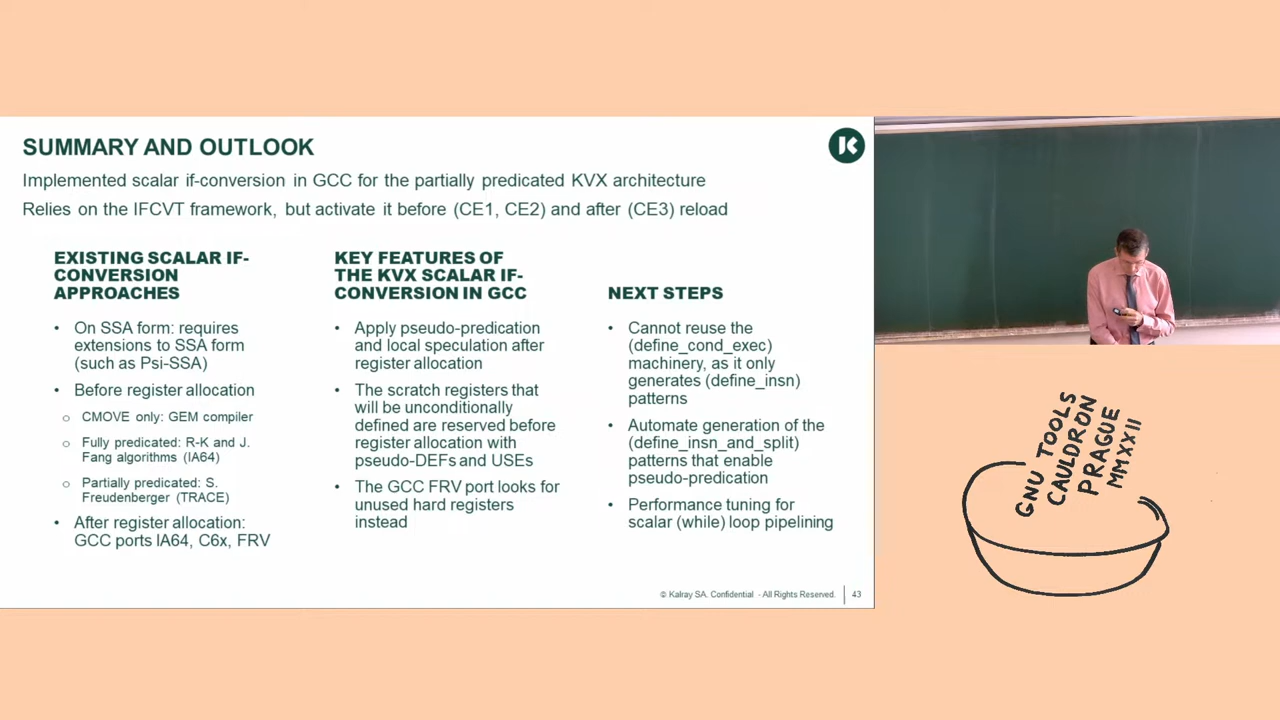 SUMMARY AND OUTLOOK
Implemented scalar if-conversion in GCC for the partially predicated KVX architecture
Relies on the IFCVT framework, but activate it before (CE1, CE2) and after (CE3) reload
EXISTING SCALAR IF-
CONVERSION
APPROACHES
• On SSA form: requires
extensions to SSA form
(such as Psi-SSA)
• Before register allocation
o CMOVE only: GEM compiler
o Fully predicated: R-K and J.
Fang algorithms (IA64)
o Partially predicated: S.
Freudenberger (TRACE)
• After register allocation:
GCC ports IA64, C6x, FRV
KEY FEATURES OF
THE KVX SCALAR IF-
CONVERSION IN GCC
• Apply pseudo-predication
and local speculation after
register allocation
• The scratch registers that
will be unconditionally
defined are reserved before
register allocation with
pseudo-DEFs and USEs
• The GCC FRV port looks for
unused hard registers
instead
NEXT STEPS
• Cannot reuse the
(define_cond_exec)
machinery, as it only
generates (define_insn)
patterns
• Automate generation of the
(define_insn_and_split)
patterns that enable
pseudo-predication
• Performance tuning for
scalar (while) loop pipelining
© Kalray SA. Confidential - All Rights Reserved. 43
GNU TOOLS
CAULDRON
PRAGUE
MMXXII